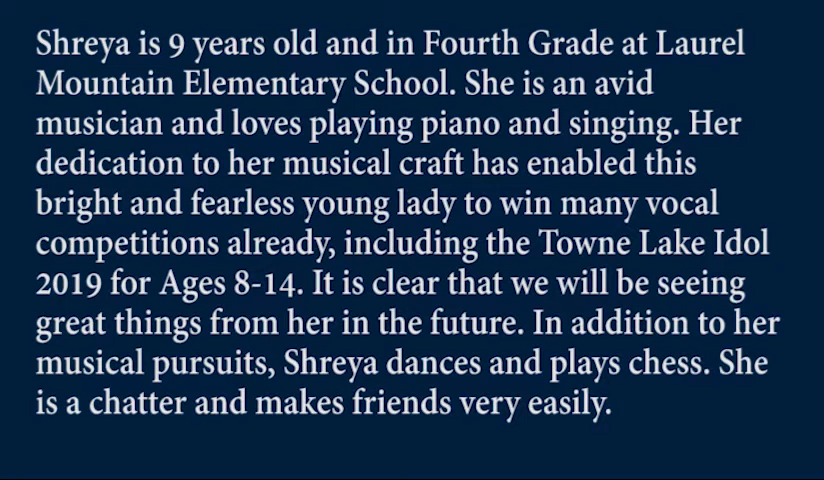 Shreya is 9 years old and in Fourth Grade at Laurel
Mountain Elementary School. She is an avid
musician and loves playing piano and singing. Her
dedication to her musical craft has enabled this
bright and fearless young lady to win many vocal
competitions already, including the Towne Lake Idol
2019 for Ages 8-14. It is clear that we will be seeing
great things from her in the future. In addition to her
musical pursuits, Shreya dances and plays chess. She
is a chatter and makes friends very easily.